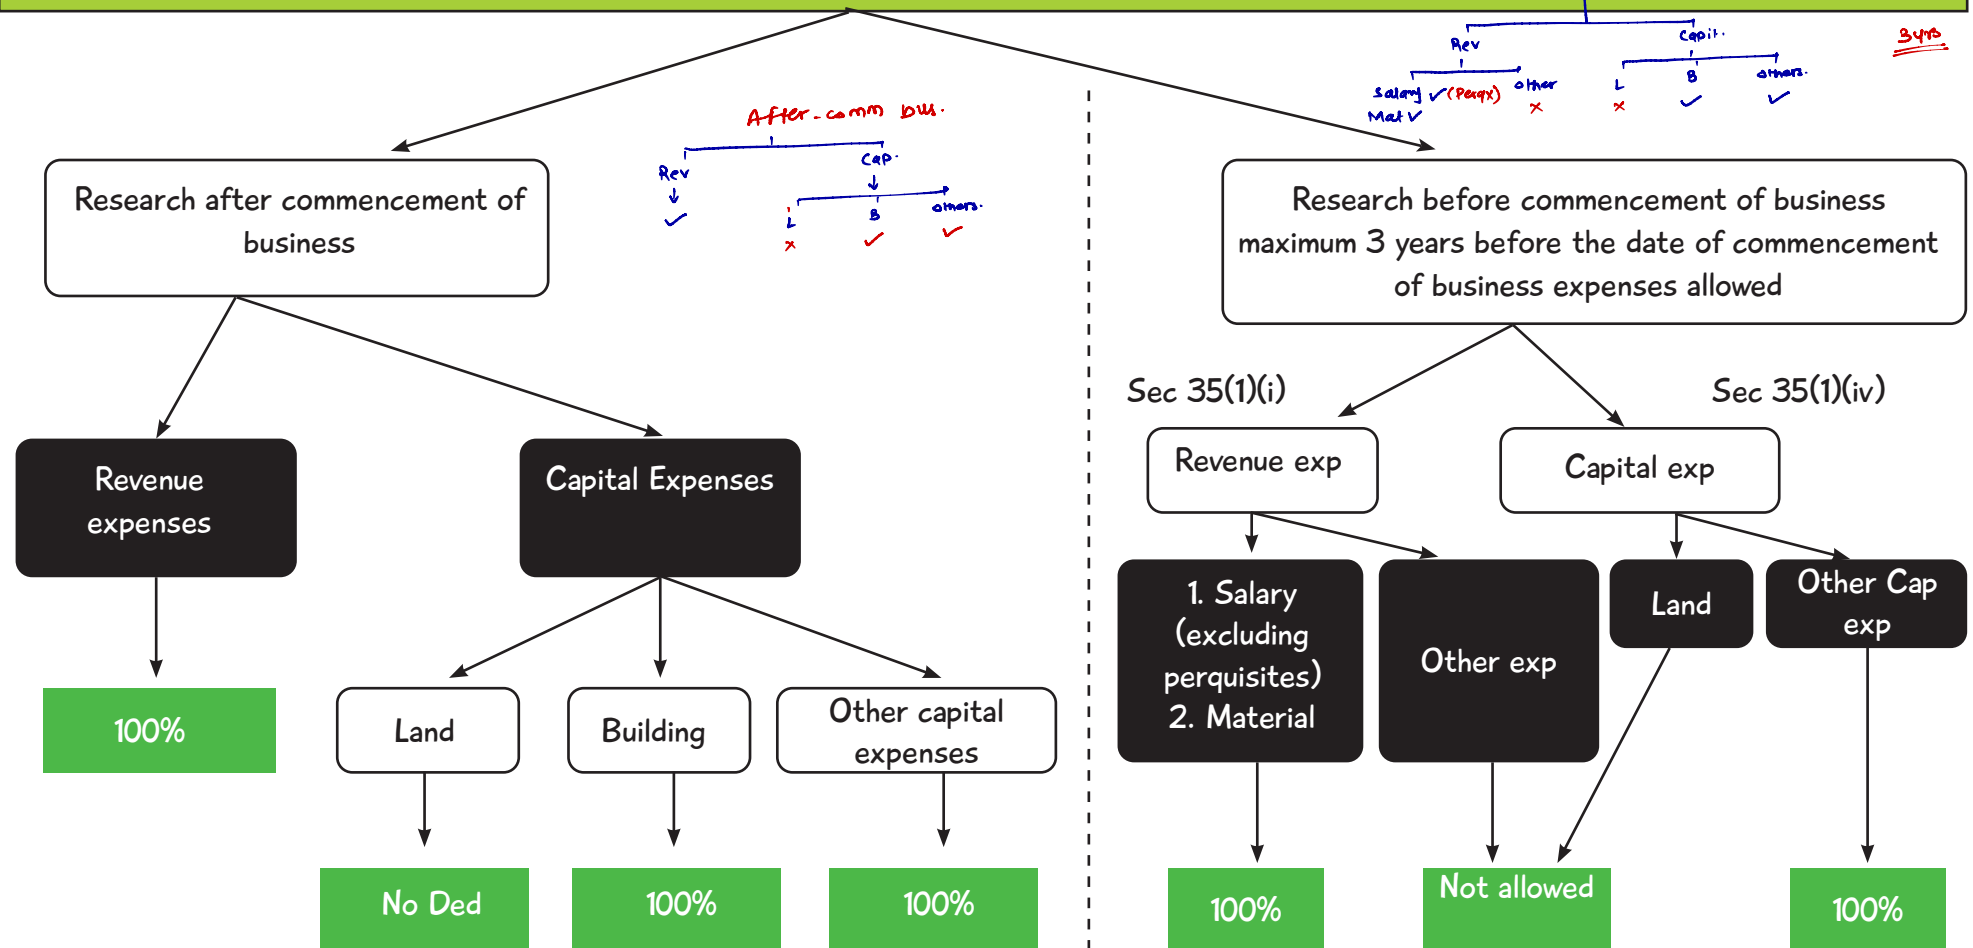 Rev
Capit.
3 yrs
Salary ✓ (Perqx)
Other
L
B
others.
Mat ✓
x
x
✓
✓
After-comm bus.
Rev
Cap.
✓
L
B
others.
x
✓
✓
Research after commencement of
business
Research before commencement of business
maximum 3 years before the date of commencement
of business expenses allowed
Sec 35(1)(i)
Sec 35(1)(iv)
Revenue
expenses
Capital Expenses
Revenue exp
Capital exp
1. Salary
(excluding
perquisites)
2. Material
Other exp
Land
Other Cap
exp
100%
Land
Building
Other capital
expenses
No Ded
100%
100%
100%
Not allowed
100%